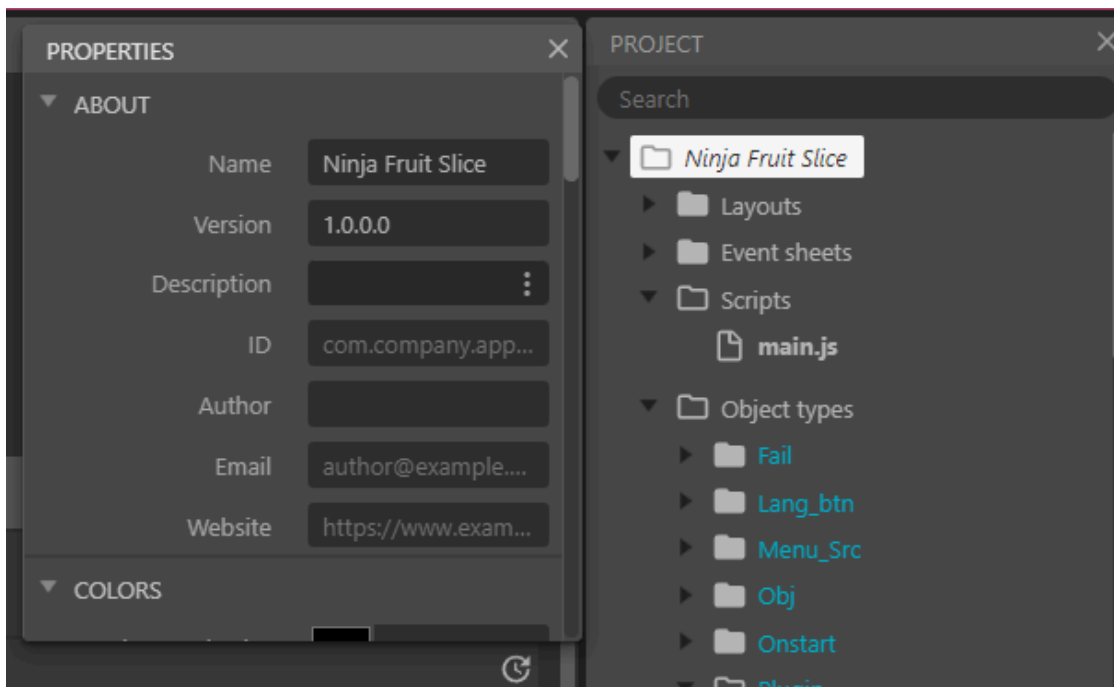 PROPERTIES
ABOUT
Name Ninja Fruit Slice
Version 1.0.0.0
Description
ID com.company.app...
Author
Email author@example....
Website https://www.exam...
COLORS
PROJECT
Search
Ninja Fruit Slice
Layouts
Event sheets
Scripts
main.js
Object types
Fail
Lang_btn
Menu_Src
Obj
Onstart
Plugin